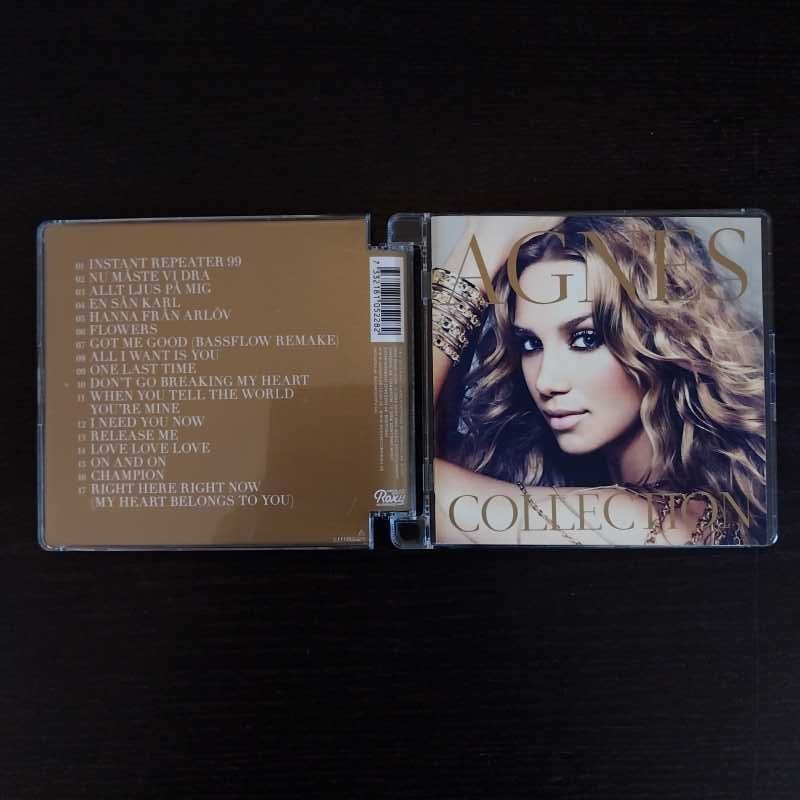 01 INSTANT REPEATER 99
02 NU MÅSTE VI DRA
03 ALLT LJUS PÅ MIG
04 EN SÅN KARL
05 HANNA FRÅN ARLÖV
06 FLOWERS
07 GOT ME GOOD (BASSFLOW REMAKE)
08 ALL I WANT IS YOU
09 ONE LAST TIME
10 DON'T GO BREAKING MY HEART
11 WHEN YOU TELL THE WORLD
YOU'RE MINE
12 I NEED YOU NOW
13 RELEASE ME
14 LOVE LOVE LOVE
15 ON AND ON
16 CHAMPION
17 RIGHT HERE RIGHT NOW
(MY HEART BELONGS TO YOU)
Roxy
AGNES
COLLECTION